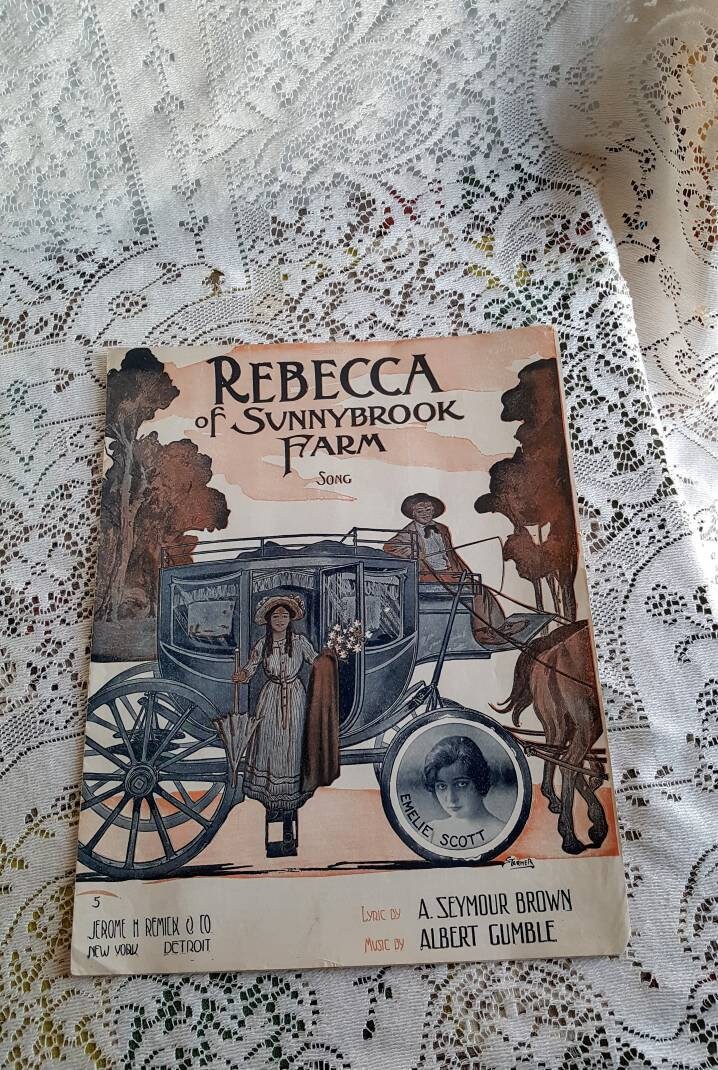 REBECCA
OF SUNNYBROOK
FARM
SONG
EMELIE SCOTT
STARMER
5
JEROME H REMICK & CO.
NEW YORK DETROIT
LYRIC BY A. SEYMOUR BROWN
MUSIC BY ALBERT GUMBLE